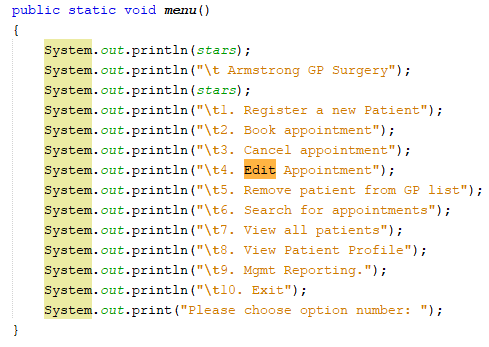 public static void menu()
{
System.out.println(stars);
System.out.println("\t Armstrong GP Surgery");
System.out.println(stars);
System.out.println("\t1. Register a new Patient");
System.out.println("\t2. Book appointment");
System.out.println("\t3. Cancel appointment");
System.out.println("\t4. Edit Appointment");
System.out.println("\t5. Remove patient from GP list");
System.out.println("\t6. Search for appointments");
System.out.println("\t7. View all patients");
System.out.println("\t8. View Patient Profile");
System.out.println("\t9. Mgmt Reporting.");
System.out.println("\t10. Exit");
System.out.print("Please choose option number: ");
}